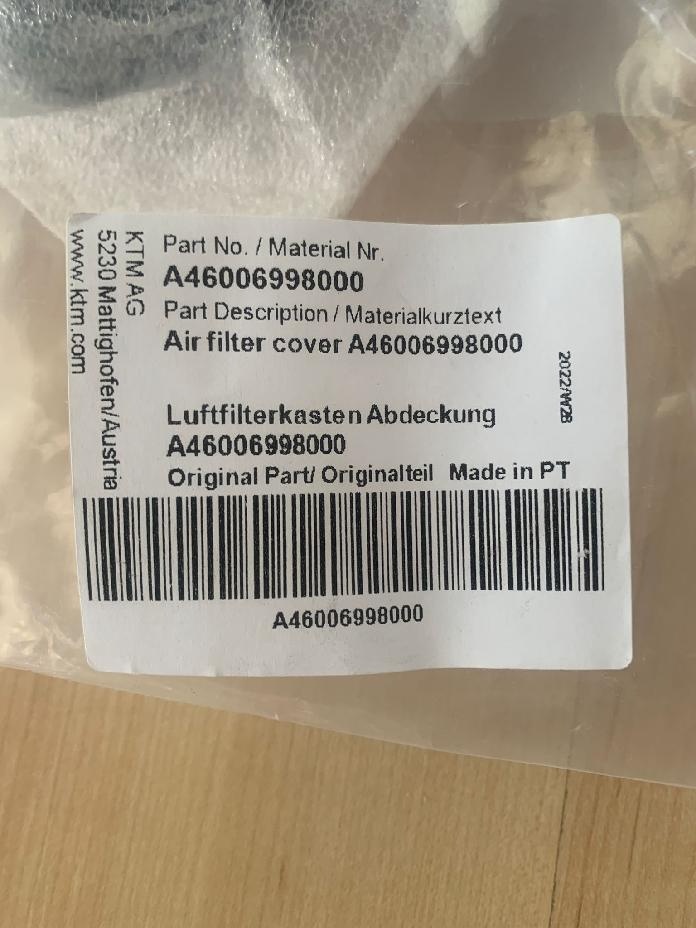 Part No. / Material Nr.
A46006998000
Part Description / Materialkurztext
Air filter cover A46006998000
Luftfilterkasten Abdeckung
A46006998000
Original Part/ Originalteil Made in PT
A46006998000
KTM AG
5230 Mattighofen/Austria
www.ktm.com
2022/W28